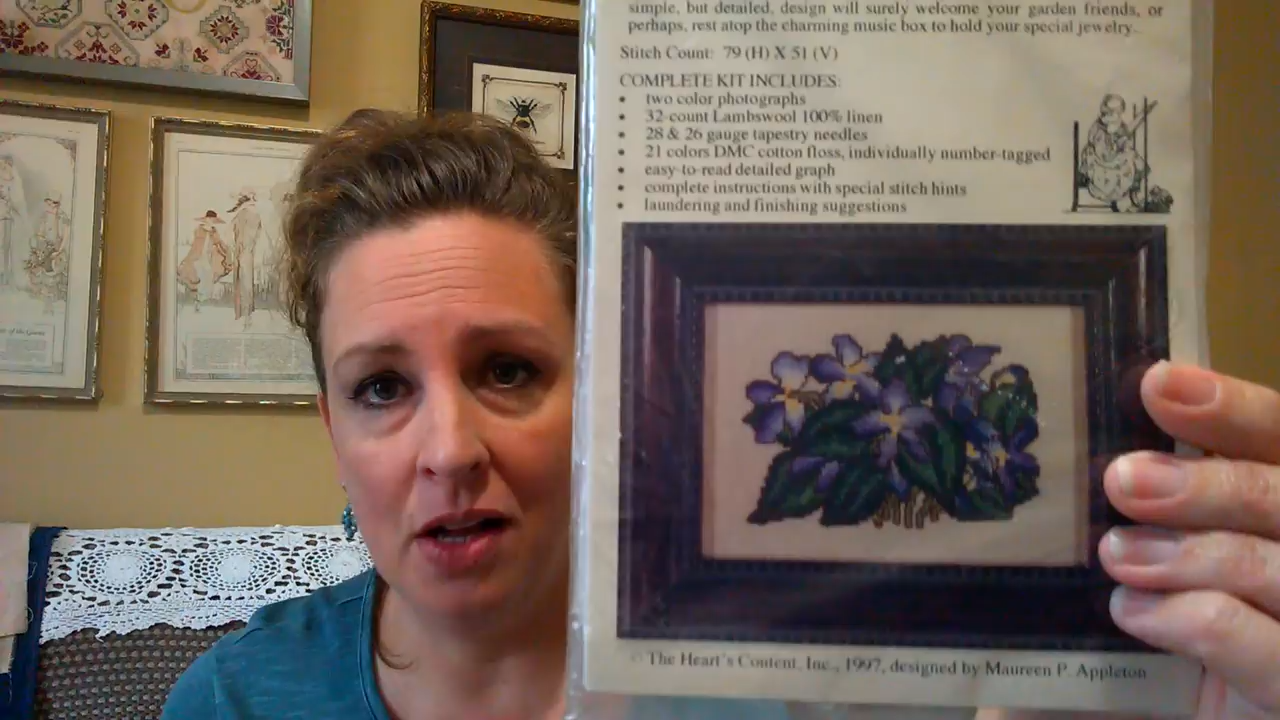 simple, but detailed, design will surely welcome your garden friends, or
perhaps, rest atop the charming music box to hold your special jewelry.
Stitch Count: 79 (H) X 51 (V)
COMPLETE KIT INCLUDES:
• two color photographs
• 32-count Lambswool 100% linen
• 28 & 26 gauge tapestry needles
• 21 colors DMC cotton floss, individually number-tagged
• easy-to-read detailed graph
• complete instructions with special stitch hints
• laundering and finishing suggestions
© The Heart's Content, Inc., 1997, designed by Maureen P. Appleton